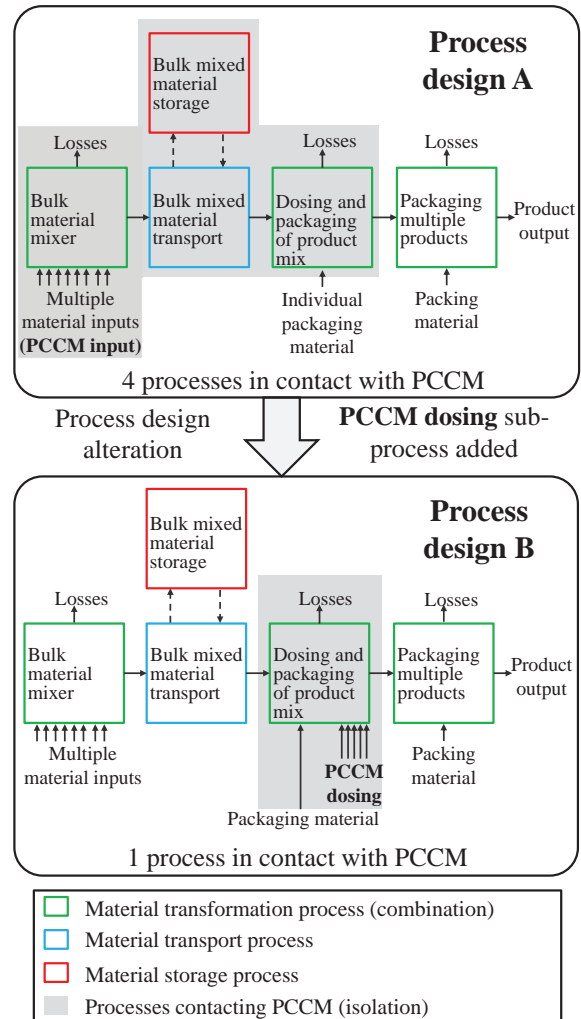 Process
design A
Bulk mixed
material
storage
Losses
Losses
Losses
Bulk
material
mixer
Bulk mixed
material
transport
Dosing and
packaging
of product
mix
Packaging
multiple
products
Product
output
Multiple
material inputs
(PCCM input)
Individual
packaging
material
Packing
material
4 processes in contact with PCCM
Process design
alteration
PCCM dosing sub-
process added
Process
design B
Bulk mixed
material
storage
Losses
Losses
Losses
Bulk
material
mixer
Bulk mixed
material
transport
Dosing and
packaging
of product
mix
Packaging
multiple
products
Product
output
Multiple
material inputs
PCCM
dosing
Packing
material
Packaging material
1 process in contact with PCCM
Material transformation process (combination)
Material transport process
Material storage process
Processes contacting PCCM (isolation)